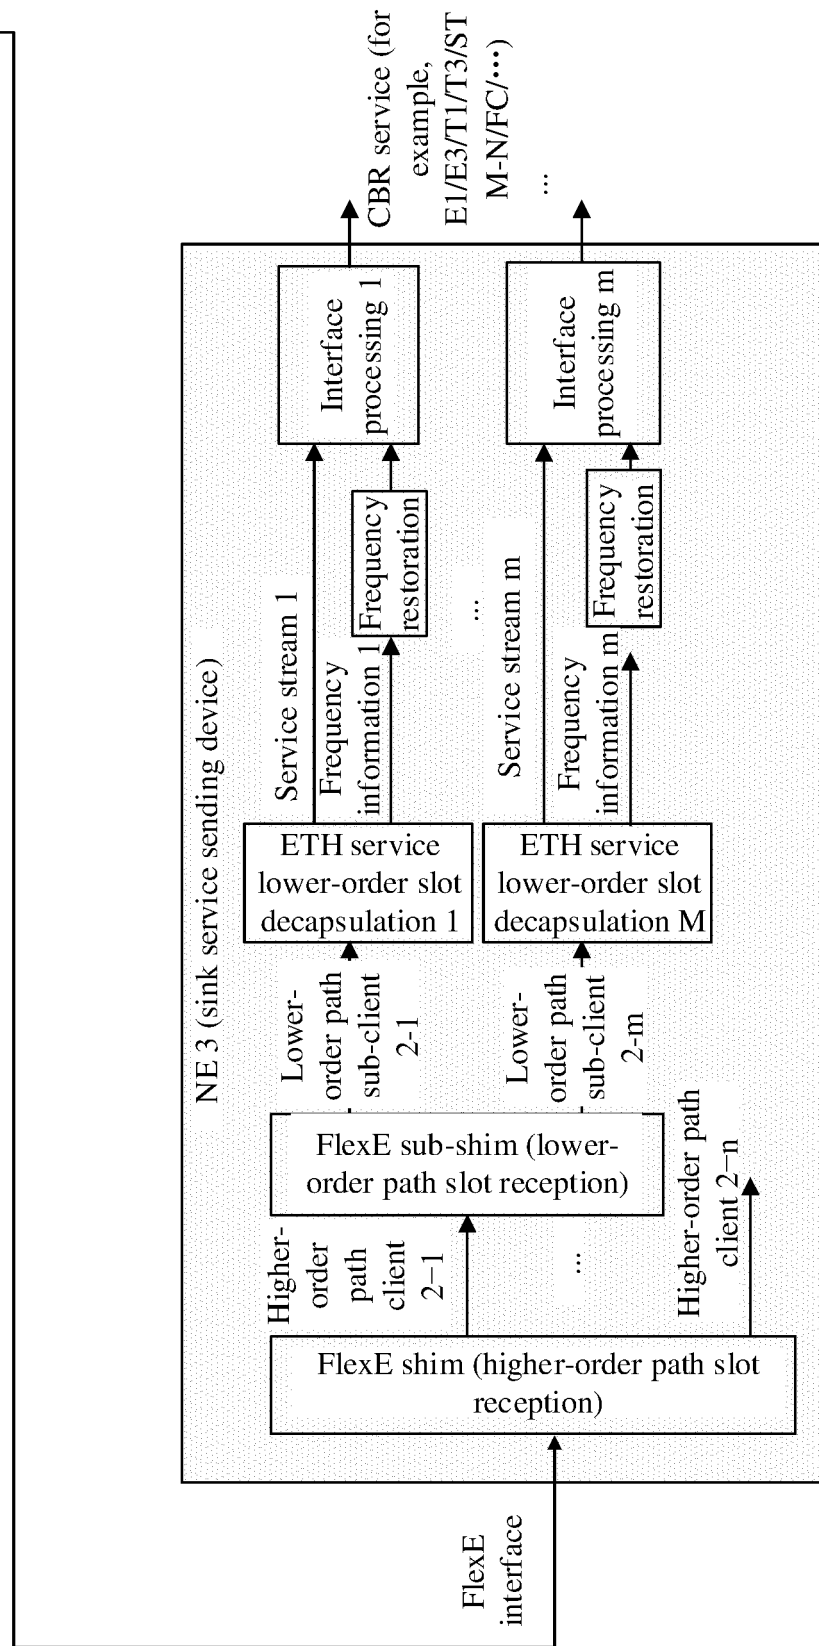 NE 3 (sink service sending device)
FlexE
interface
FlexE shim (higher-order path slot
reception)
Higher-
order
path
client
2−1
...
Higher-order path
client 2−n
FlexE sub-shim (lower-
order path slot reception)
Lower-
order path
sub-client
2-1
Lower-
order path
sub-client
2-m
ETH service
lower-order slot
decapsulation 1
ETH service
lower-order slot
decapsulation M
Service stream 1
Frequency
information 1
Frequency
restoration
...
Service stream m
Frequency
information m
Frequency
restoration
Interface
processing 1
Interface
processing m
CBR service (for
example,
E1/E3/T1/T3/ST
M-N/FC/•••)
...